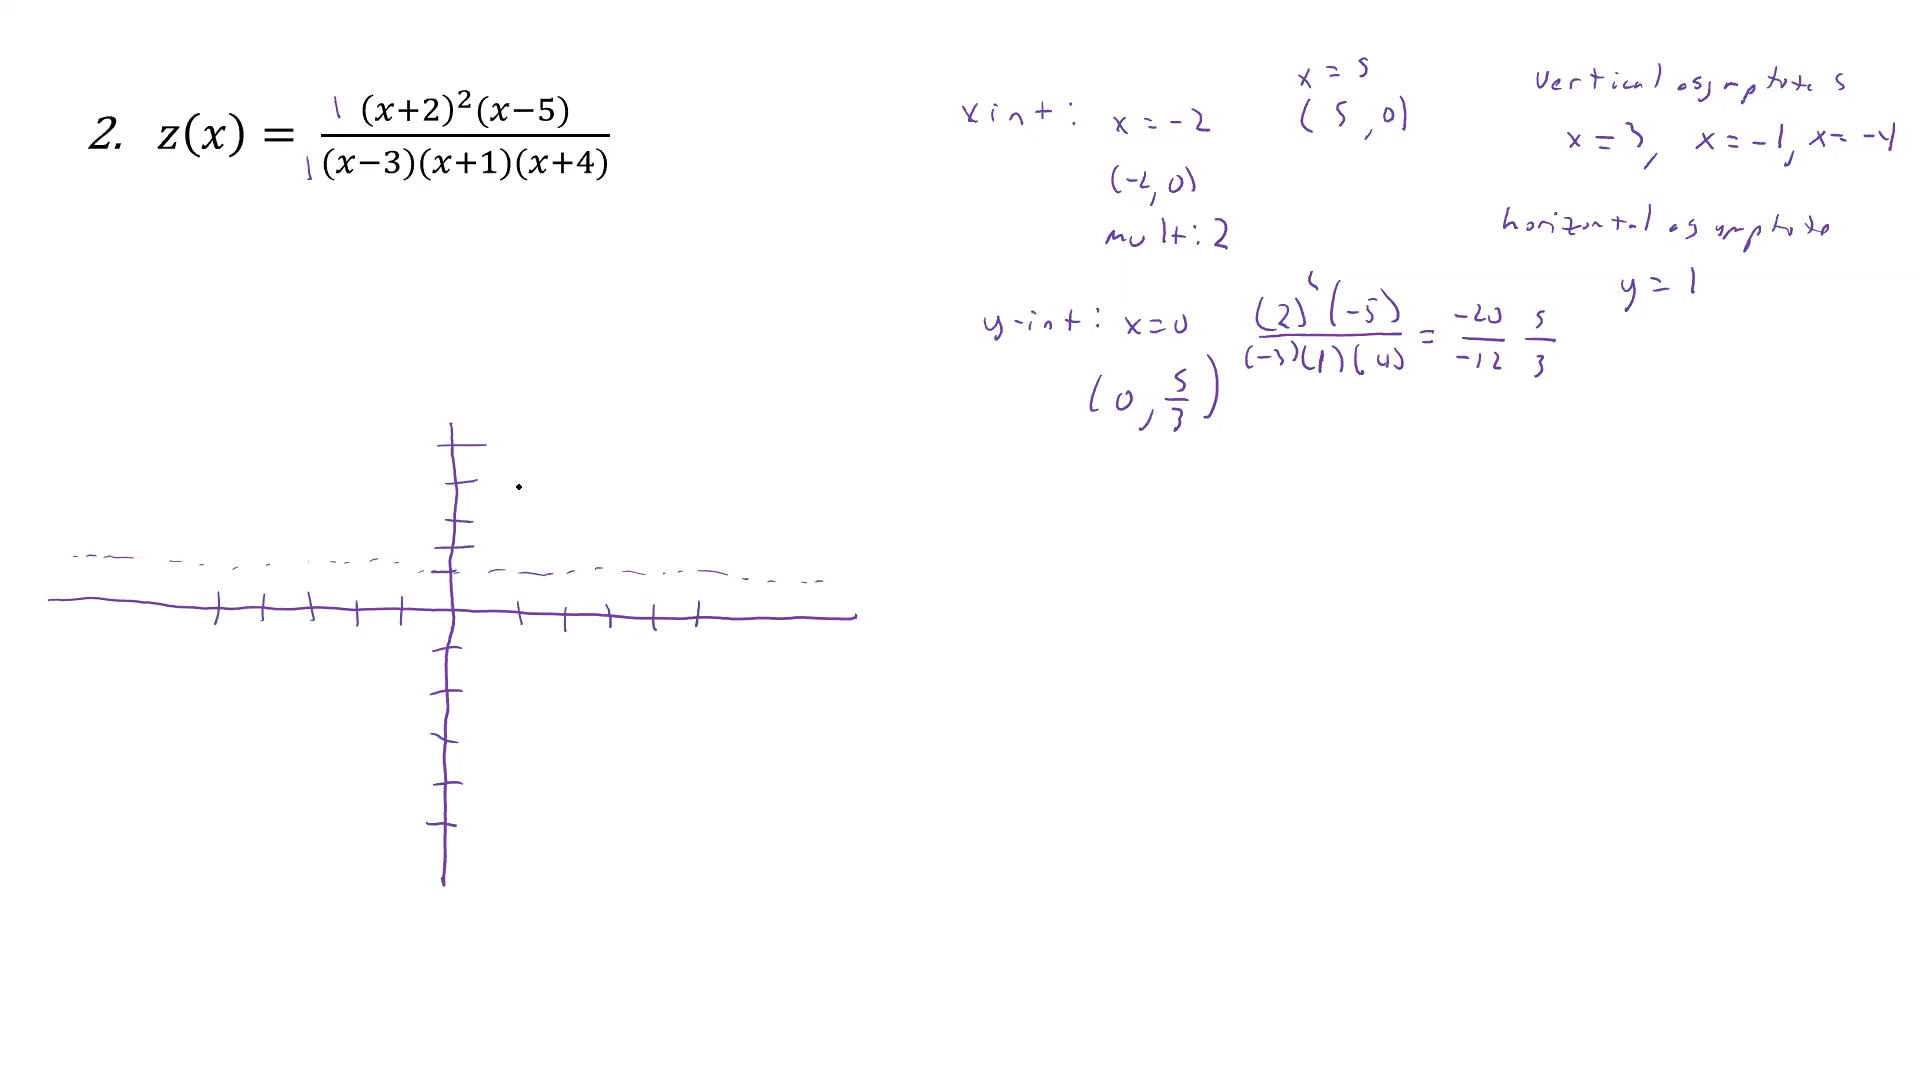 2. z(x) = 1(x+2)²(x−5) / 1(x−3)(x+1)(x+4)
x int: x = -2
(-2, 0)
mult: 2
x = 5
(5, 0)
y-int: x=0 (2)²(-5) / (-3)(1)(4) = -20/-12 5/3
(0, 5/3)
vertical asymptotes
x = 3, x = -1, x = -4
horizontal asymptote
y = 1